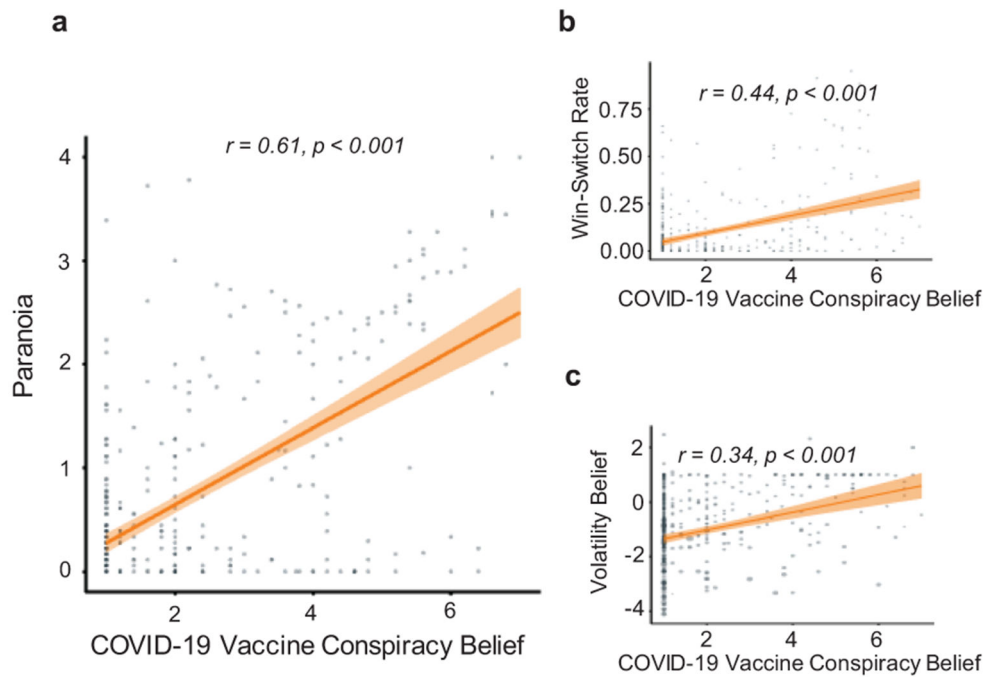 a
r = 0.61, p < 0.001
4
3
2
1
0
Paranoia
2 4 6
COVID-19 Vaccine Conspiracy Belief
b
r = 0.44, p < 0.001
0.75
0.50
0.25
0.00
Win-Switch Rate
2 4 6
COVID-19 Vaccine Conspiracy Belief
c
r = 0.34, p < 0.001
2
0
-2
-4
Volatility Belief
2 4 6
COVID-19 Vaccine Conspiracy Belief